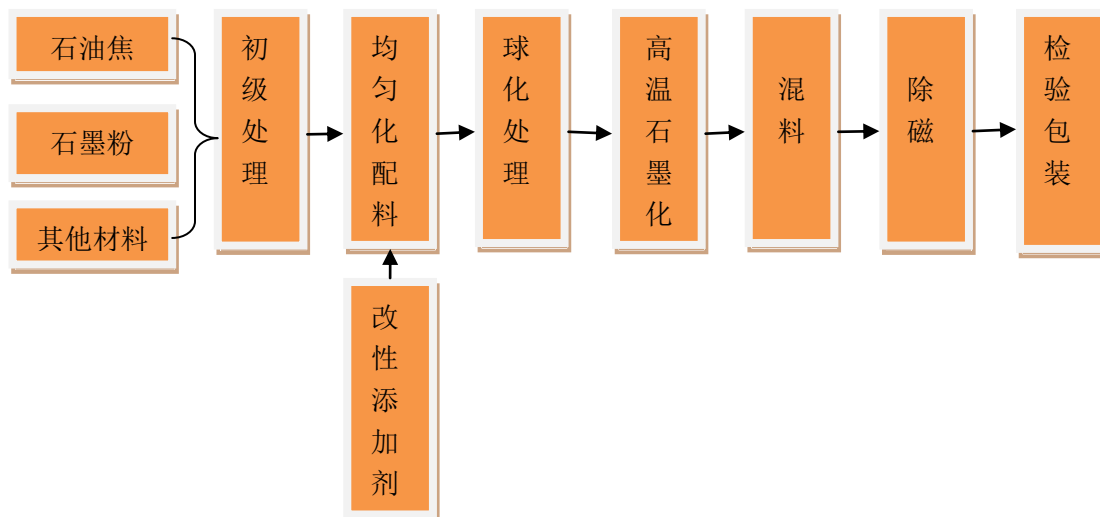 石油焦
石墨粉
其他材料
初级处理
均匀化配料
改性添加剂
球化处理
高温石墨化
混料
除磁
检验包装